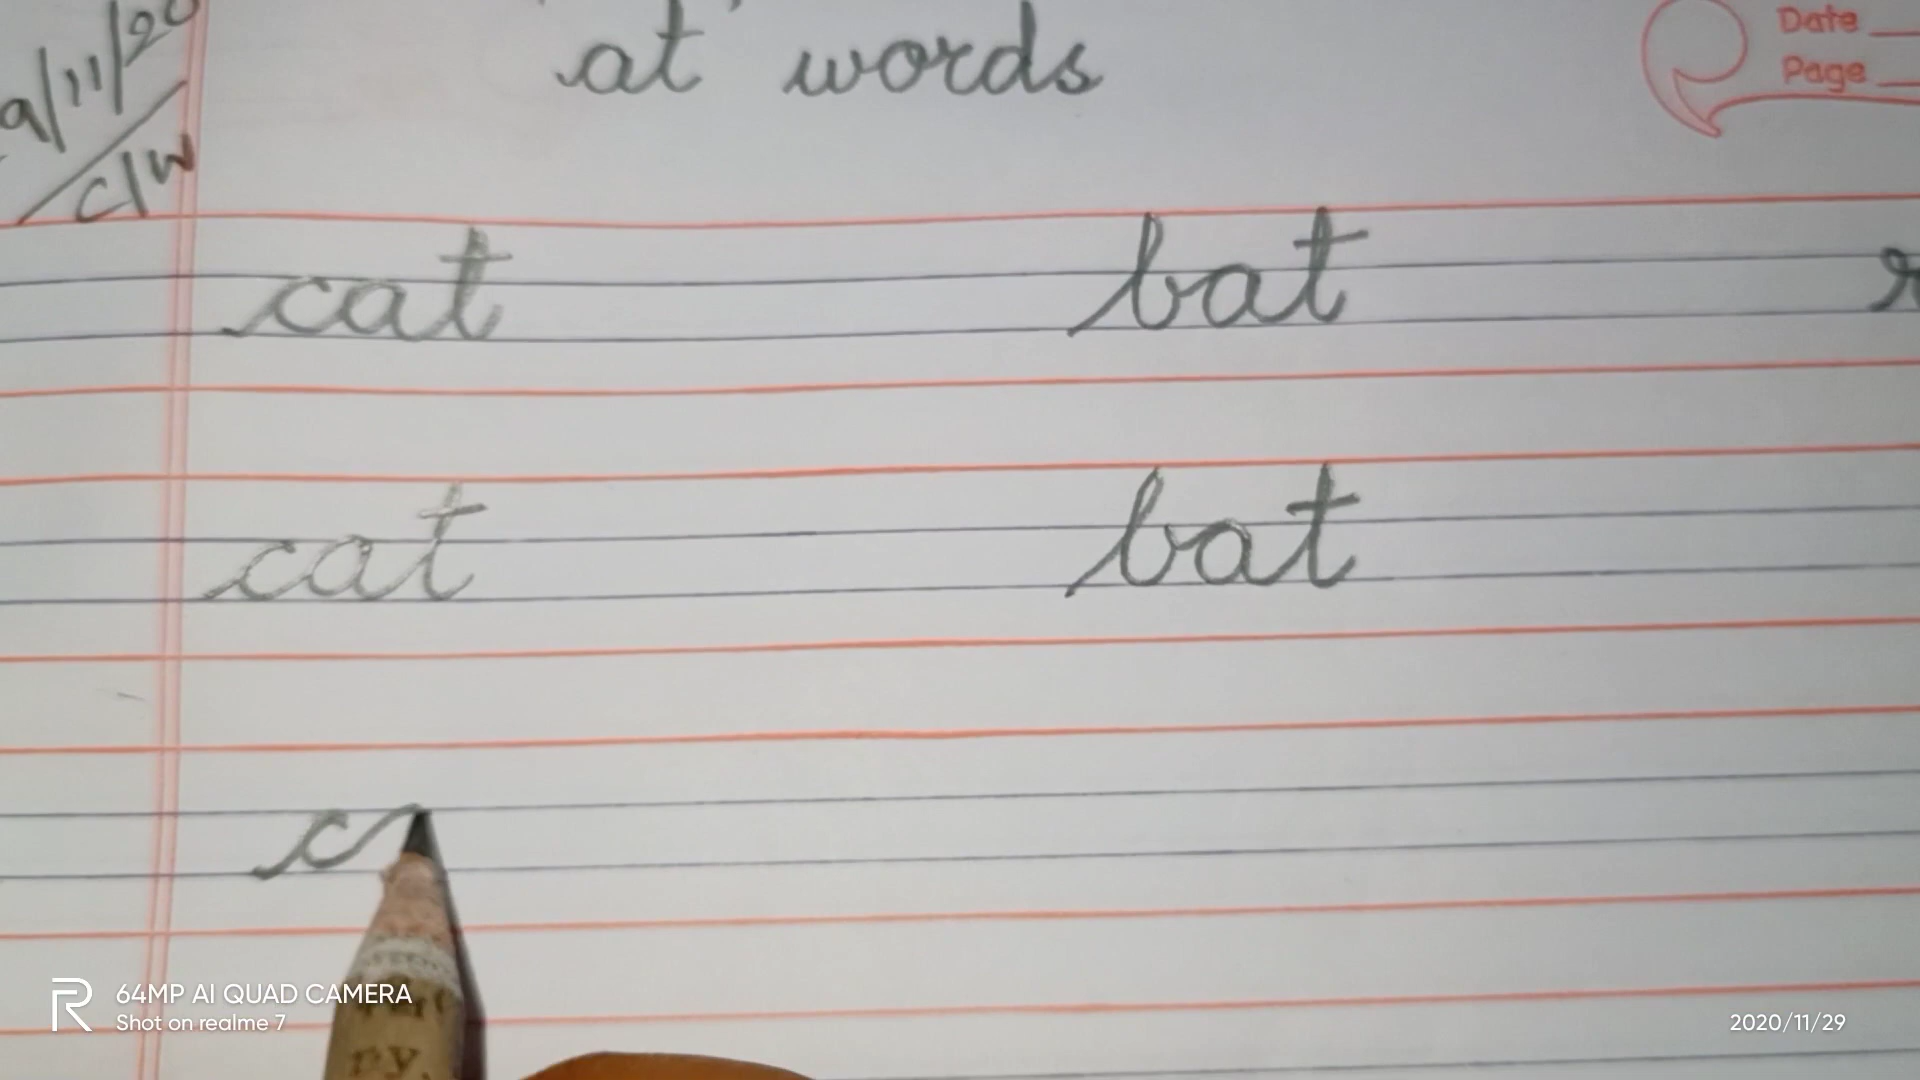 'at' words
Date
Page
9/11/20
C/W
cat bat
cat bat
c
64MP AI QUAD CAMERA
Shot on realme 7
2020/11/29